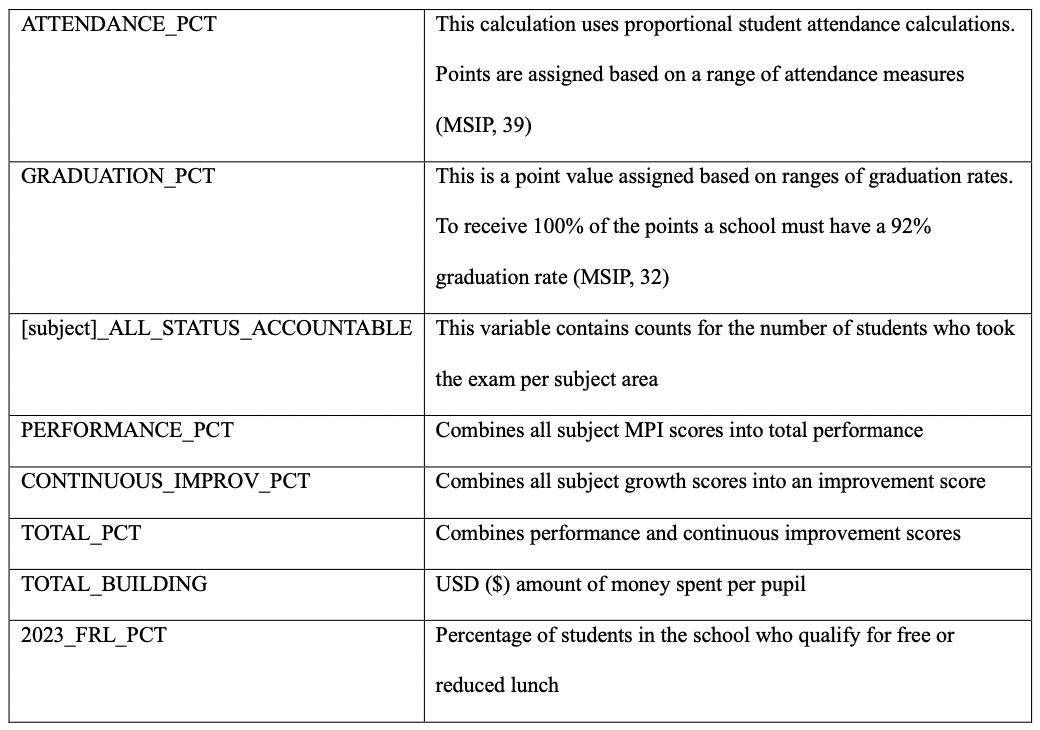 ATTENDANCE_PCT
This calculation uses proportional student attendance calculations.
Points are assigned based on a range of attendance measures
(MSIP, 39)
GRADUATION_PCT
This is a point value assigned based on ranges of graduation rates.
To receive 100% of the points a school must have a 92%
graduation rate (MSIP, 32)
[subject]_ALL_STATUS_ACCOUNTABLE
This variable contains counts for the number of students who took
the exam per subject area
PERFORMANCE_PCT
Combines all subject MPI scores into total performance
CONTINUOUS_IMPROV_PCT
Combines all subject growth scores into an improvement score
TOTAL_PCT
Combines performance and continuous improvement scores
TOTAL_BUILDING
USD ($) amount of money spent per pupil
2023_FRL_PCT
Percentage of students in the school who qualify for free or
reduced lunch